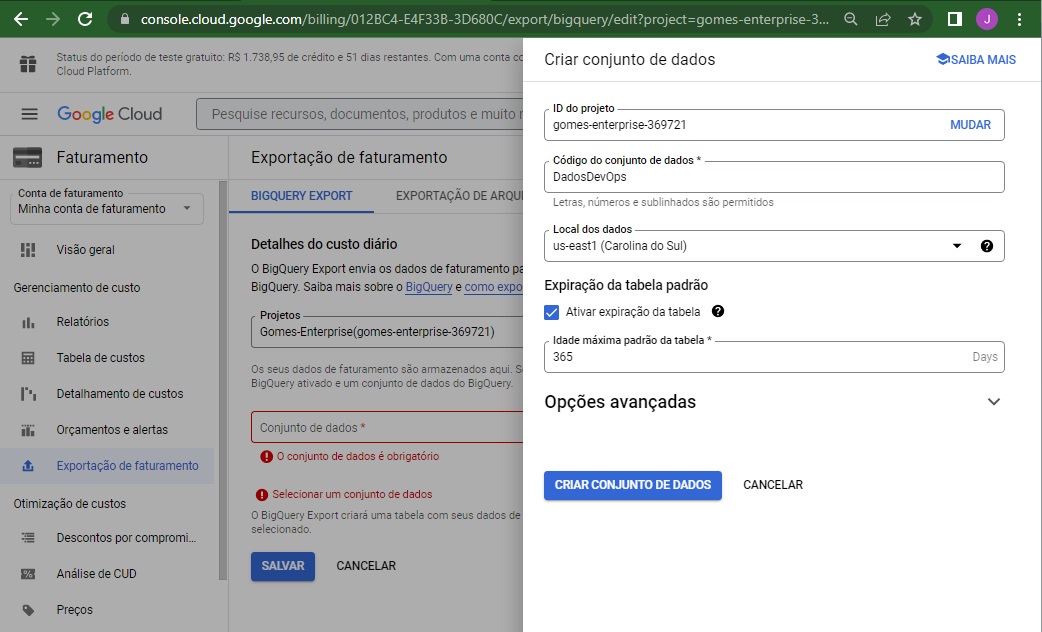 console.cloud.google.com/billing/012BC4-E4F33B-3D680C/export/bigquery/edit?project=gomes-enterprise-3...
J
Status do período de teste gratuito: R$ 1.738,95 de crédito e 51 dias restantes. Com uma conta co
Cloud Platform.
Google Cloud
Pesquise recursos, documentos, produtos e muito r
Faturamento
Conta de faturamento
Minha conta de faturamento
Visão geral
Gerenciamento de custo
Relatórios
Tabela de custos
Detalhamento de custos
Orçamentos e alertas
Exportação de faturamento
Otimização de custos
Descontos por compromi...
Análise de CUD
Preços
Exportação de faturamento
BIGQUERY EXPORT
EXPORTAÇÃO DE ARQU
Detalhes do custo diário
O BigQuery Export envia os dados de faturamento pa
BigQuery. Saiba mais sobre o BigQuery e como expo
Projetos
Gomes-Enterprise(gomes-enterprise-369721)
Os seus dados de faturamento são armazenados aqui. Se
BigQuery ativado e um conjunto de dados do BigQuery.
Conjunto de dados *
O conjunto de dados é obrigatório
Selecionar um conjunto de dados
O BigQuery Export criará uma tabela com seus dados de
selecionado.
SALVAR
CANCELAR
Criar conjunto de dados
SAIBA MAIS
ID do projeto
gomes-enterprise-369721
MUDAR
Código do conjunto de dados *
DadosDevOps
Letras, números e sublinhados são permitidos
Local dos dados
us-east1 (Carolina do Sul)
Expiração da tabela padrão
Ativar expiração da tabela
Idade máxima padrão da tabela *
365
Days
Opções avançadas
CRIAR CONJUNTO DE DADOS
CANCELAR